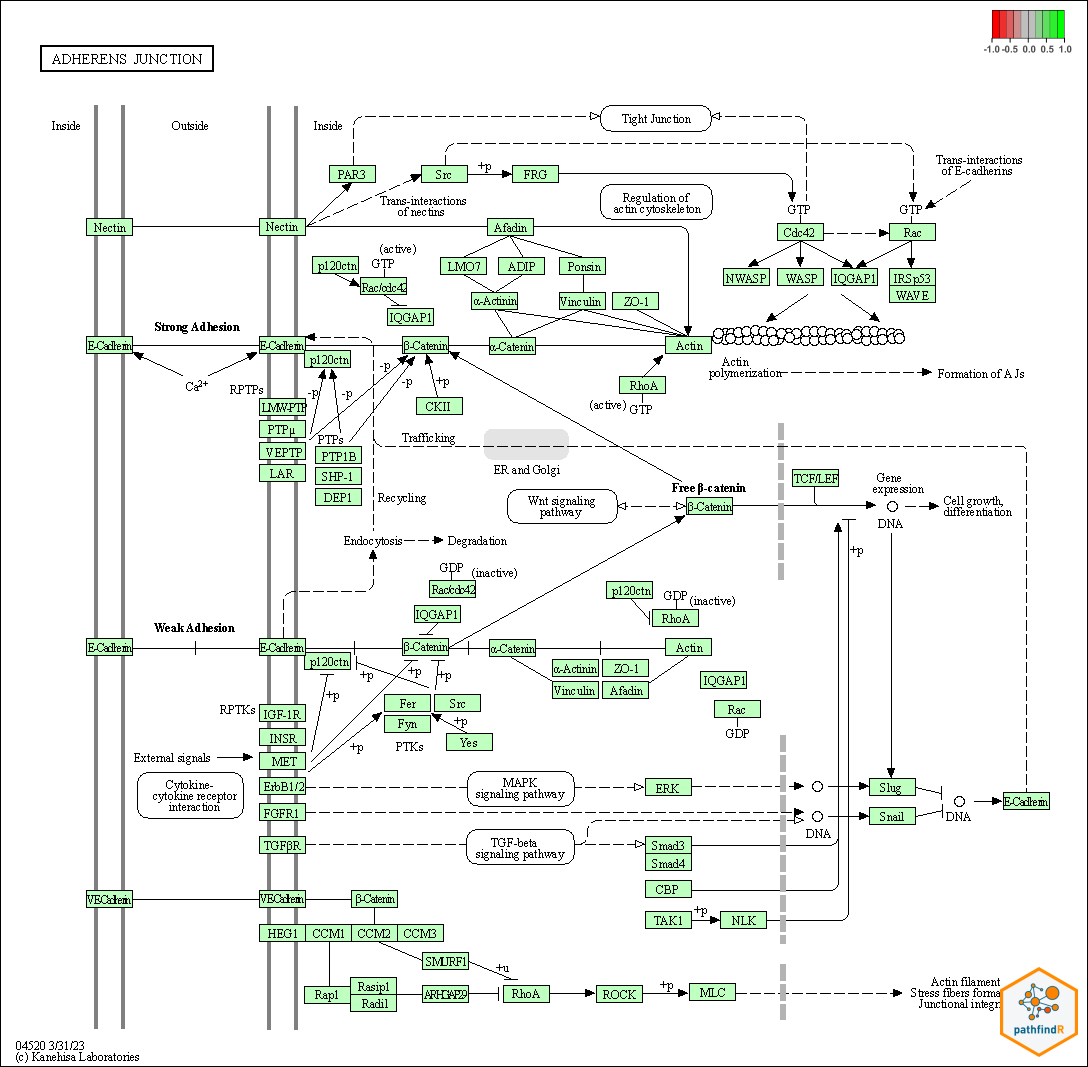 -1.0 -0.5 0.0 0.5 1.0
ADHERENS JUNCTION
Inside
Outside
Inside
Tight Junction
PAR3
Src
+p
FRG
Trans-interactions
of E-cadherins
Trans-interactions
of nectins
Regulation of
actin cytoskeleton
GTP
GTP
Nectin
Nectin
Afadin
Cdc42
Rac
(active)
GTP
p120ctn
Rac/cdc42
IQGAP1
LMO7
ADIP
Ponsin
α-Actinin
Vinculin
ZO-1
NWASP
WASP
IQGAP1
IRSp53
WAVE
Strong Adhesion
E-Cadherin
E-Cadherin
p120ctn
β-Catenin
α-Catenin
Actin
Actin
polymerization
Formation of AJs
Ca2+
RPTPs
-p
-p
-p
-p
+p
CKII
RhoA
(active)
GTP
LMW-PTP
PTPμ
VEPTP
LAR
PTPs
PTP1B
SHP-1
DEP1
Trafficking
ER and Golgi
Recycling
Free β-catenin
β-Catenin
Wnt signaling
pathway
TCF/LEF
Gene
expression
DNA
Cell growth,
differentiation
+p
Endocytosis
Degradation
GDP
(inactive)
Rac/cdc42
IQGAP1
p120ctn
GDP
(inactive)
RhoA
Weak Adhesion
E-Cadherin
E-Cadherin
p120ctn
β-Catenin
α-Catenin
Actin
+p
+p
+p
+p
α-Actinin
ZO-1
Vinculin
Afadin
IQGAP1
Rac
GDP
RPTKs
IGF-1R
INSR
MET
ErbB1/2
FGFR1
TGFβR
Fer
Src
Fyn
Yes
+p
+p
PTKs
External signals
Cytokine-
cytokine receptor
interaction
MAPK
signaling pathway
ERK
TGF-beta
signaling pathway
Smad3
Smad4
CBP
TAK1
+p
NLK
DNA
Slug
Snail
DNA
E-Cadherin
VE-Cadherin
VE-Cadherin
β-Catenin
HEG1
CCM1
CCM2
CCM3
SMURF1
+u
Rap1
Rasip1
Radil
ARHGAP29
RhoA
ROCK
+p
MLC
Actin filament
Stress fibers
Junctional
pathfindR
04520 3/31/23
(c) Kanehisa Laboratories